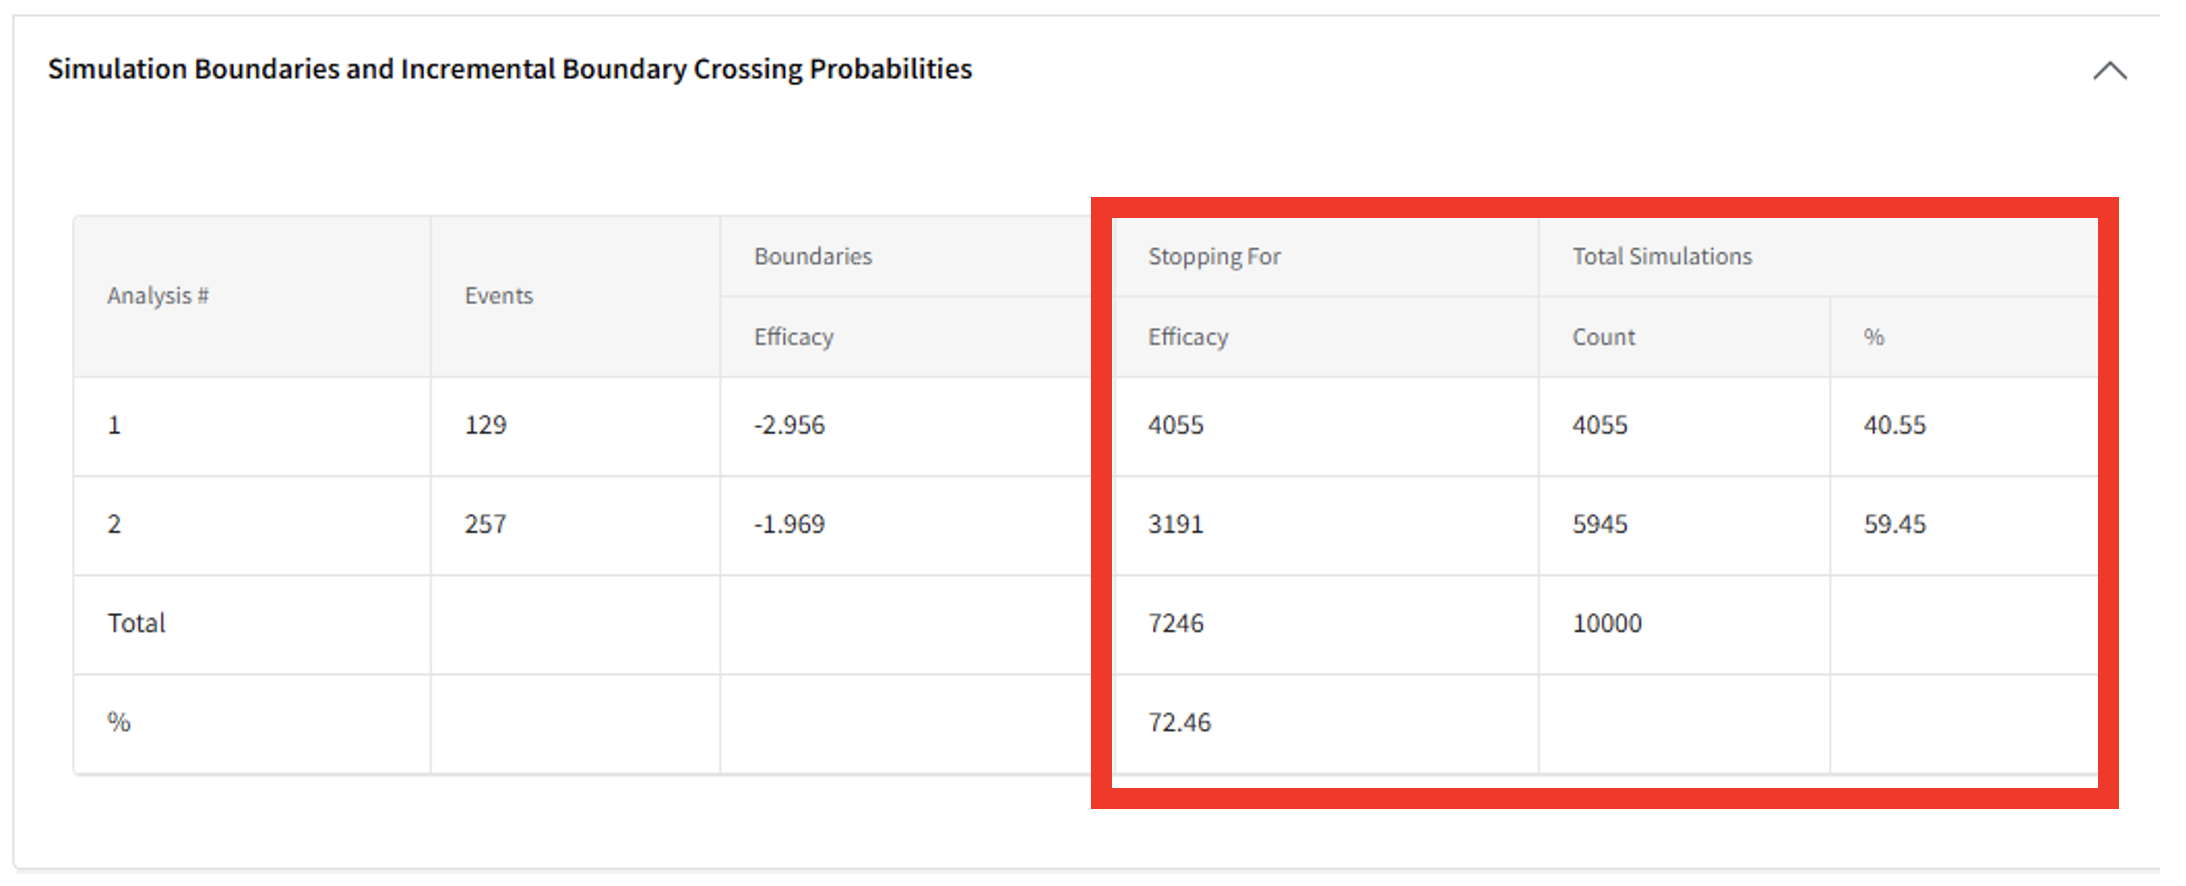 Simulation Boundaries and Incremental Boundary Crossing Probabilities
Analysis # Events Boundaries Stopping For Total Simulations
Efficacy Efficacy Count %
1 129 -2.956 4055 4055 40.55
2 257 -1.969 3191 5945 59.45
Total 7246 10000
% 72.46